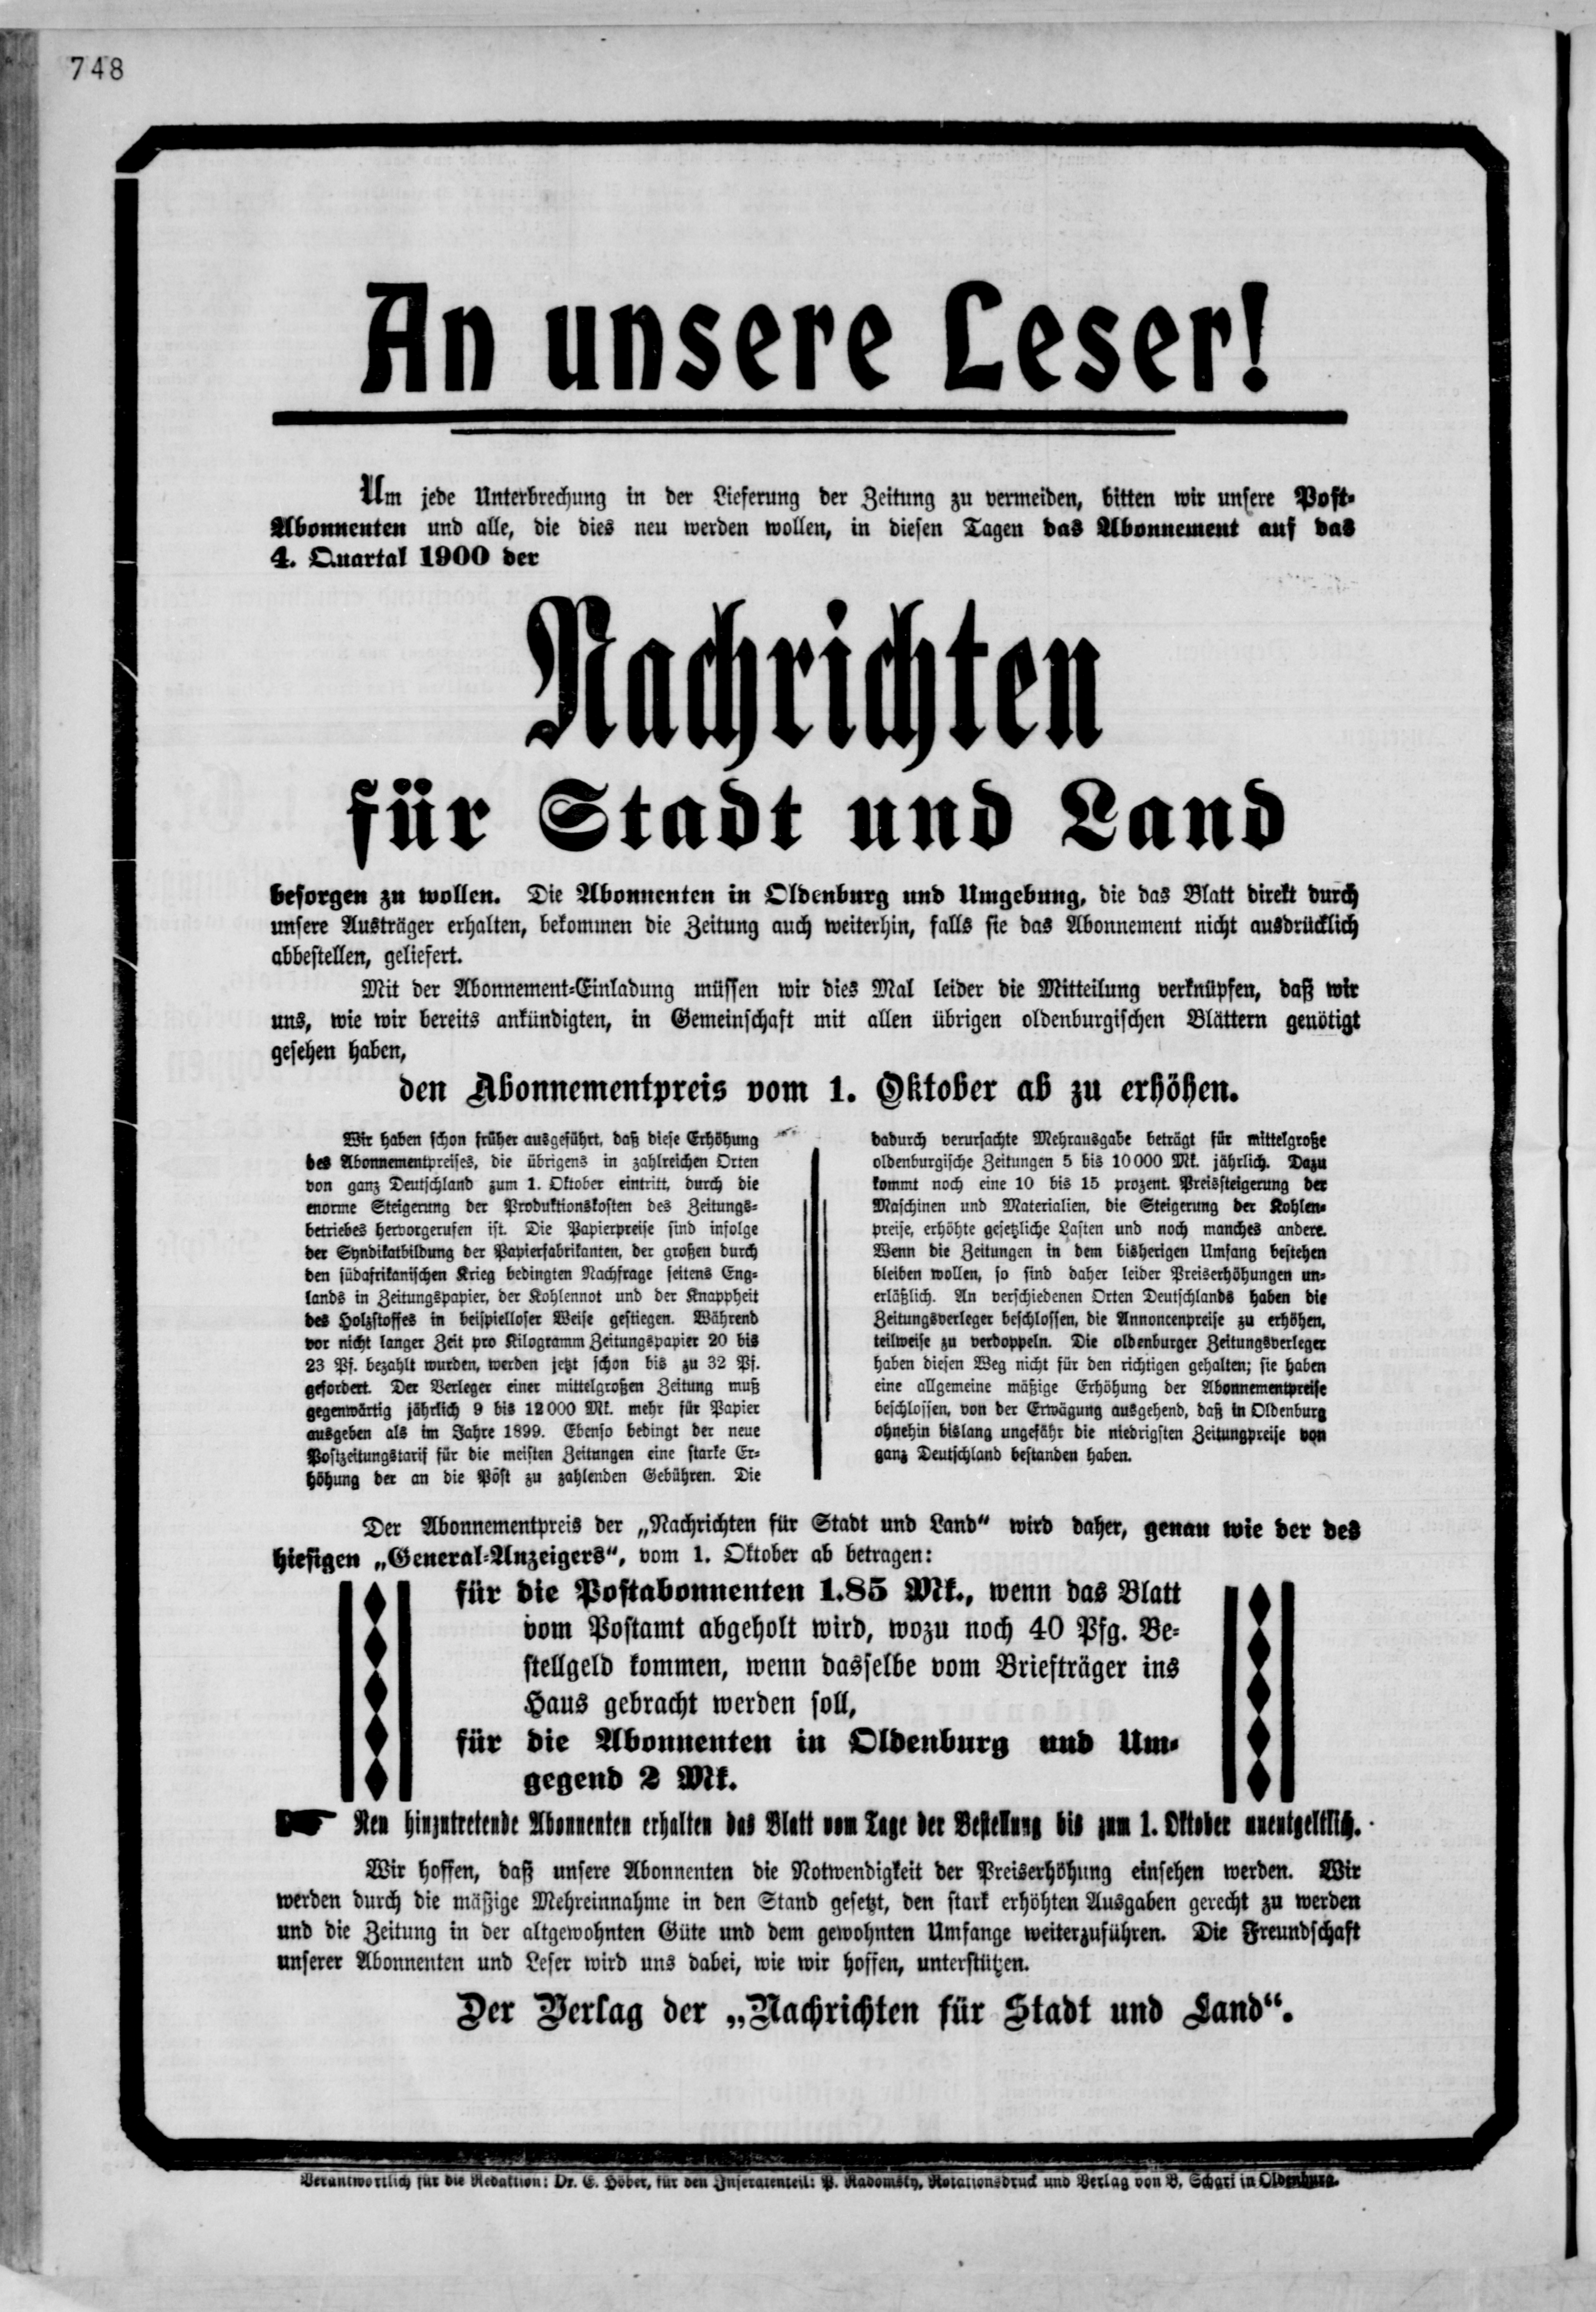 748
An unsere Leser!
Um jede Unterbrechung in der Lieferung der Zeitung zu vermeiden, bitten wir unsere Post-
Abonnenten und alle, die dies neu werden wollen, in diesen Tagen das Abonnement auf das
4. Quartal 1900 der
Nachrichten
für Stadt und Land
besorgen zu wollen. Die Abonnenten in Oldenburg und Umgebung, die das Blatt direkt durch
unsere Austräger erhalten, bekommen die Zeitung auch weiterhin, falls sie das Abonnement nicht ausdrücklich
abbestellen, geliefert.
Mit der Abonnement-Einladung müssen wir dies Mal leider die Mitteilung verknüpfen, daß wir
uns, wie wir bereits ankündigten, in Gemeinschaft mit allen übrigen oldenburgischen Blättern genötigt
gesehen haben,
den Abonnementpreis vom 1. Oktober ab zu erhöhen.
Wir haben schon früher ausgeführt, daß diese Erhöhung
des Abonnementpreises, die übrigens in zahlreichen Orten
von ganz Deutschland zum 1. Oktober eintritt, durch die
enorme Steigerung der Produktionskosten des Zeitungs-
betriebes hervorgerufen ist. Die Papierpreise sind infolge
der Syndikatbildung der Papierfabrikanten, der großen durch
den südafrikanischen Krieg bedingten Nachfrage seitens Eng-
lands in Zeitungspapier, der Kohlennot und der Knappheit
des Holzstoffes in beispielloser Weise gestiegen. Während
vor nicht langer Zeit pro Kilogramm Zeitungspapier 20 bis
23 Pf. bezahlt wurden, werden jetzt schon bis zu 32 Pf.
gefordert. Der Verleger einer mittelgroßen Zeitung muß
gegenwärtig jährlich 9 bis 12000 Mk. mehr für Papier
ausgeben als im Jahre 1899. Ebenso bedingt der neue
Postzeitungstarif für die meisten Zeitungen eine starke Er-
höhung der an die Post zu zahlenden Gebühren. Die
dadurch verursachte Mehrausgabe beträgt für mittelgroße
oldenburgische Zeitungen 5 bis 10000 Mk. jährlich. Dazu
kommt noch eine 10 bis 15 prozent. Preissteigerung der
Maschinen und Materialien, die Steigerung der Kohlen-
preise, erhöhte gesetzliche Lasten und noch manches andere.
Wenn die Zeitungen in dem bisherigen Umfang bestehen
bleiben wollen, so sind daher leider Preiserhöhungen un-
erläßlich. An verschiedenen Orten Deutschlands haben die
Zeitungsverleger beschlossen, die Annoncenpreise zu erhöhen,
teilweise zu verdoppeln. Die oldenburger Zeitungsverleger
haben diesen Weg nicht für den richtigen gehalten; sie haben
eine allgemeine mäßige Erhöhung der Abonnementpreise
beschlossen, von der Erwägung ausgehend, daß in Oldenburg
ohnehin bislang ungefähr die niedrigsten Zeitungpreise von
ganz Deutschland bestanden haben.
Der Abonnementpreis der „Nachrichten für Stadt und Land“ wird daher, genau wie der des
hiesigen „General-Anzeigers“, vom 1. Oktober ab betragen:
für die Postabonnenten 1.85 Mk., wenn das Blatt
vom Postamt abgeholt wird, wozu noch 40 Pfg. Be-
stellgeld kommen, wenn dasselbe vom Briefträger ins
Haus gebracht werden soll,
für die Abonnenten in Oldenburg und Um-
gegend 2 Mk.
Neu hinzutretende Abonnenten erhalten das Blatt vom Tage der Bestellung bis zum 1. Oktober unentgeltlich.
Wir hoffen, daß unsere Abonnenten die Notwendigkeit der Preiserhöhung einsehen werden. Wir
werden durch die mäßige Mehreinnahme in den Stand gesetzt, den stark erhöhten Ausgaben gerecht zu werden
und die Zeitung in der altgewohnten Güte und dem gewohnten Umfange weiterzuführen. Die Freundschaft
unserer Abonnenten und Leser wird uns dabei, wie wir hoffen, unterstützen.
Der Verlag der „Nachrichten für Stadt und Land“.
Verantwortlich für die Redaktion: Dr. E. Höber, für den Inseratenteil: P. Radomsky, Rotationsdruck und Verlag von B. Scharf in Oldenburg.